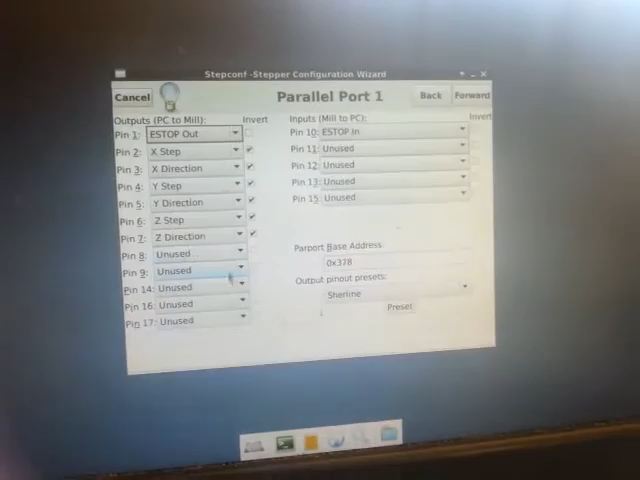 Stepconf -Stepper Configuration Wizard
Cancel
Parallel Port 1
Back
Forward
Outputs (PC to Mill):
Invert
Pin 1: ESTOP Out
Pin 2: X Step
Pin 3: X Direction
Pin 4: Y Step
Pin 5: Y Direction
Pin 6: Z Step
Pin 7: Z Direction
Pin 8: Unused
Pin 9: Unused
Pin 14: Unused
Pin 16: Unused
Pin 17: Unused
Inputs (Mill to PC):
Invert
Pin 10: ESTOP In
Pin 11: Unused
Pin 12: Unused
Pin 13: Unused
Pin 15: Unused
Parport Base Address:
0x378
Output pinout presets:
Sherline
Preset